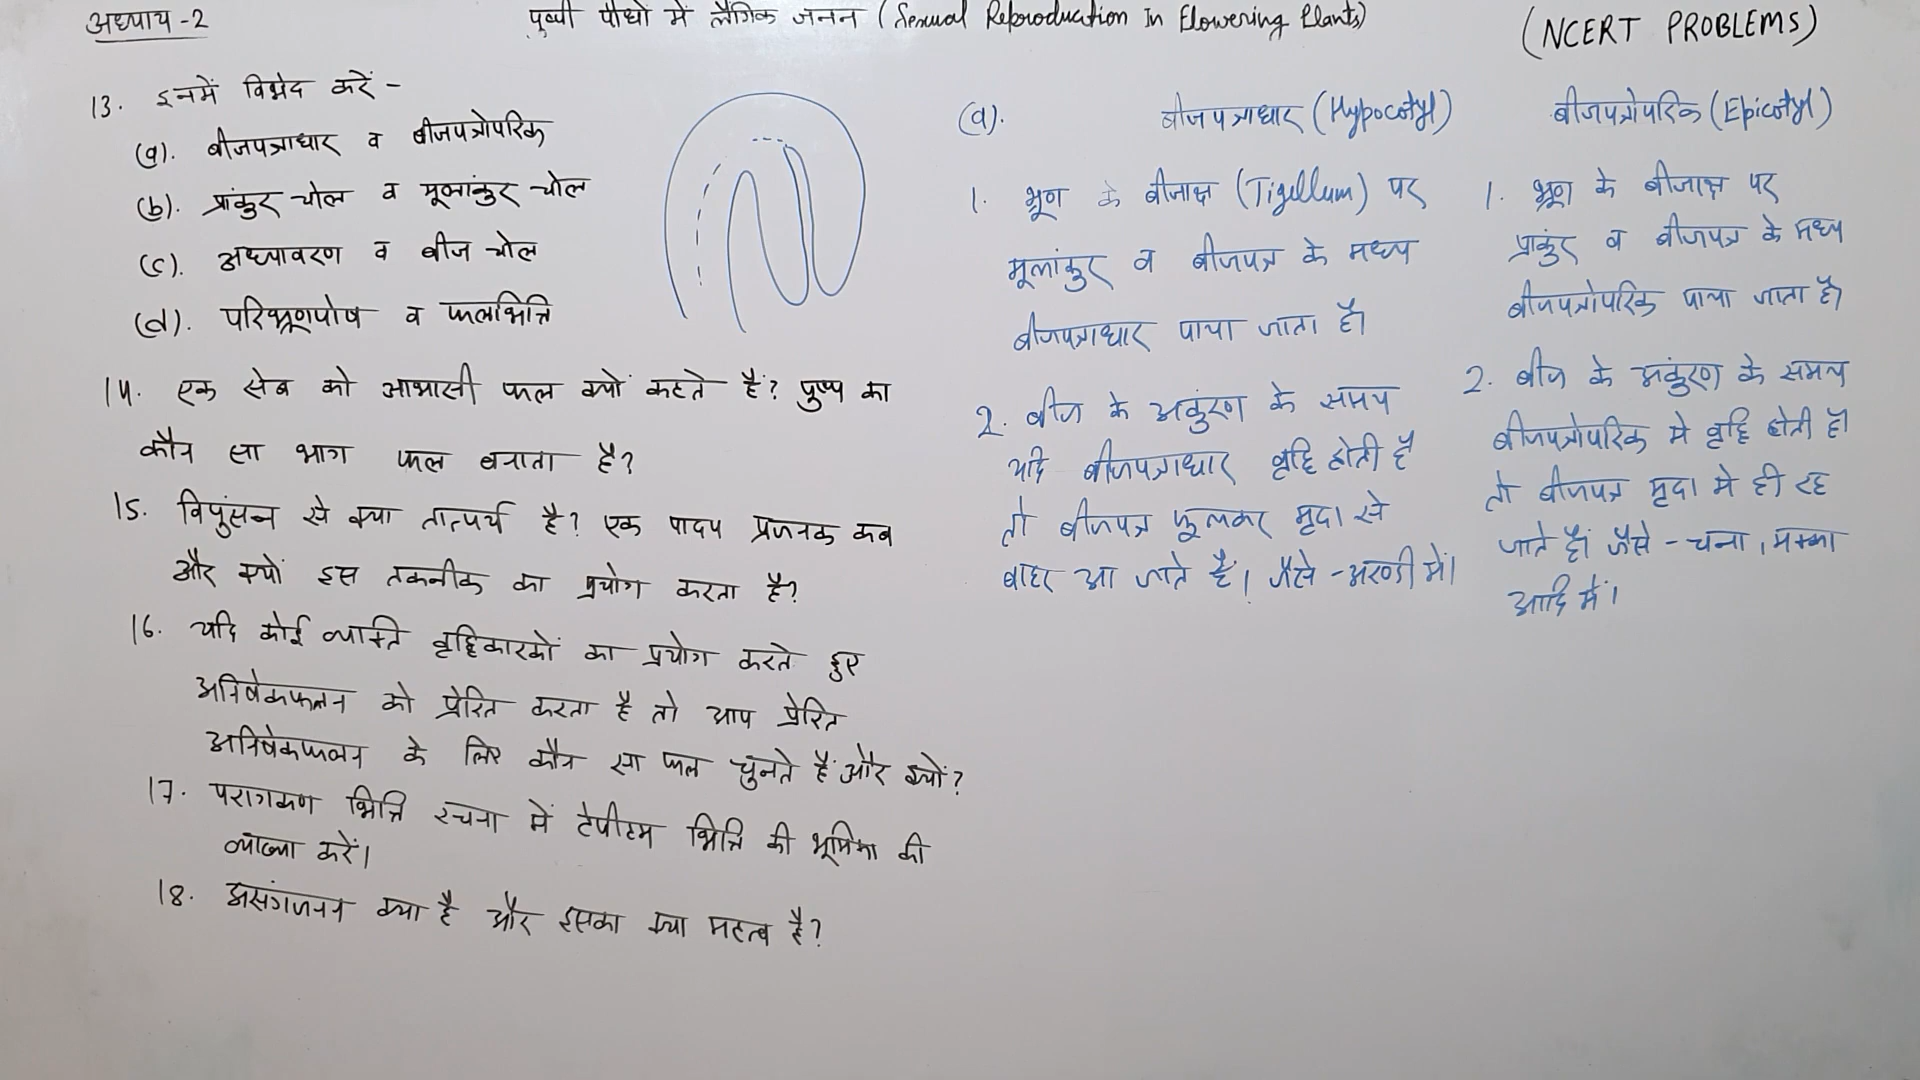 अध्याय -2
पुष्पी पौधों में लैंगिक जनन (Sexual Reproduction In Flowering Plants)
(NCERT PROBLEMS)
13. इनमें विभेद करें -
(a). बीजपत्राधार व बीजपत्रोपरिक
(b). प्रांकुर चोल व मूलांकुर चोल
(c). अध्यावरण व बीज चोल
(d). परिभ्रूणपोष व फलभित्ति
14. एक सेब को आभासी फल क्यों कहते हैं? पुष्प का
कौन सा भाग फल बनाता है?
15. विपुंसन से क्या तात्पर्य है? एक पादप प्रजनक कब
और क्यों इस तकनीक का प्रयोग करता है?
16. यदि कोई व्यक्ति वृद्धिकारकों का प्रयोग करते हुए
अनिषेकफलन को प्रेरित करता है तो आप प्रेरित
अनिषेकफलन के लिए कौन सा फल चुनते हैं और क्यों?
17. परागकण भित्ति रचना में टेपीटम भित्ति की भूमिका की
व्याख्या करें।
18. असंगजनन क्या है और इसका क्या महत्व है?
(a). बीजपत्राधार (Hypocotyl)
1. भ्रूण के बीजाक्ष (Tigellum) पर
मूलांकुर व बीजपत्र के मध्य
बीजपत्राधार पाया जाता है।
2. बीज के अकुंरण के समय
यदि बीजपत्राधार वृद्धि होती है
तो बीजपत्र फूलकर मृदा से
बाहर आ जाते हैं। जैसे - अरण्डी में।
बीजपत्रोपरिक (Epicotyl)
1. भ्रूण के बीजाक्ष पर
प्राकुंर व बीजपत्र के मध्य
बीजपत्रोपरिक पाया जाता है।
2. बीज के अकुंरण के समय
बीजपत्रोपरिक मे वृद्धि होती है।
तो बीजपत्र मृदा मे ही रह
जाते हैं। जैसे - चना, मक्का
आदि में।